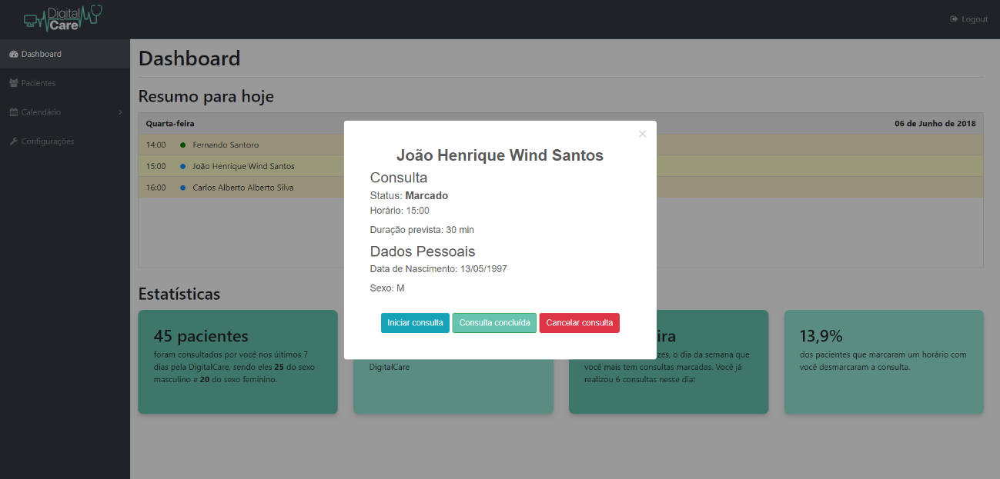 Digital
Care
Logout
Dashboard
Pacientes
Calendário
Configurações
Dashboard
Resumo para hoje
Quarta-feira
06 de Junho de 2018
14:00 Fernando Santoro
15:00 João Henrique Wind Santos
16:00 Carlos Alberto Alberto Silva
João Henrique Wind Santos
Consulta
Status: Marcado
Horário: 15:00
Duração prevista: 30 min
Dados Pessoais
Data de Nascimento: 13/05/1997
Sexo: M
Iniciar consulta
Consulta concluída
Cancelar consulta
Estatísticas
45 pacientes
foram consultados por você nos últimos 7
dias pela DigitalCare, sendo eles 25 do sexo
masculino e 20 do sexo feminino.
DigitalCare
ira
zes, o dia da semana que
você mais tem consultas marcadas. Você já
realizou 6 consultas nesse dia!
13,9%
dos pacientes que marcaram um horário com
você desmarcaram a consulta.